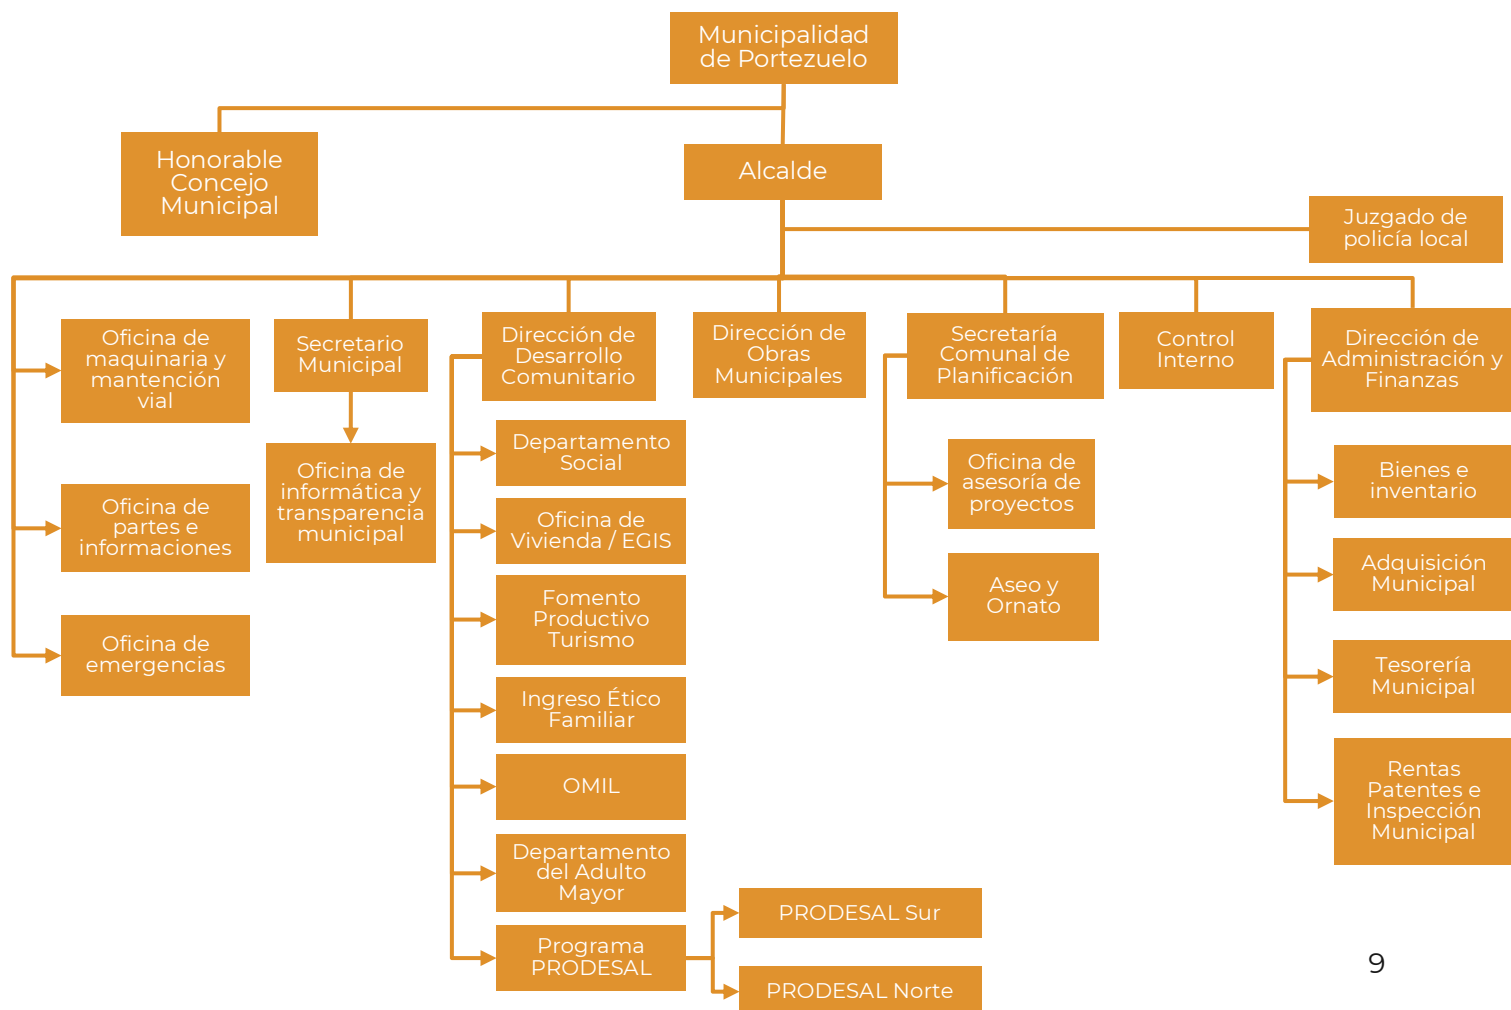 Municipalidad
de Portezuelo
Honorable
Concejo
Municipal
Alcalde
Juzgado de
policía local
Oficina de
maquinaria y
mantención
vial
Oficina de
partes e
informaciones
Oficina de
emergencias
Secretario
Municipal
Oficina de
informática y
transparencia
municipal
Dirección de
Desarrollo
Comunitario
Departamento
Social
Oficina de
Vivienda / EGIS
Fomento
Productivo
Turismo
Ingreso Ético
Familiar
OMIL
Departamento
del Adulto
Mayor
Programa
PRODESAL
PRODESAL Sur
PRODESAL Norte
Dirección de
Obras
Municipales
Secretaría
Comunal de
Planificación
Oficina de
asesoría de
proyectos
Aseo y
Ornato
Control
Interno
Dirección de
Administración y
Finanzas
Bienes e
inventario
Adquisición
Municipal
Tesorería
Municipal
Rentas
Patentes e
Inspección
Municipal
9